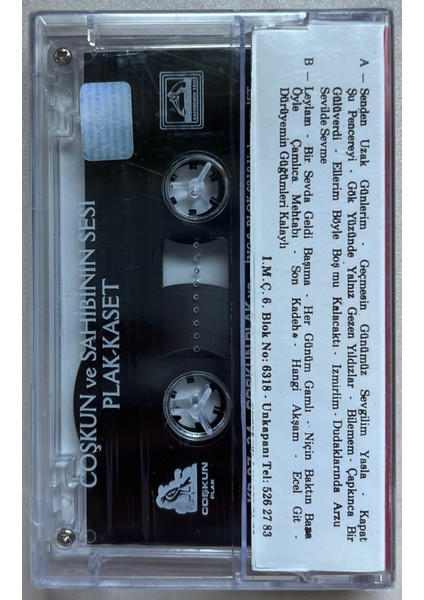 A — Senden Uzak Günlerim - Geçmesin Günümüz Sevgilim Yasla - Kapat
Şu Pencereyi - Gök Yüzünde Yalnız Gezen Yıldızlar - Bilemem - Çapkınca Bir
Gülüverdi - Ellerim Böyle Boş mu Kalacaktı - İzmirlim - Dudaklarında Arzu
Sevilde Sevme
B — Leylam - Bir Sevda Geldi Başıma - Her Günüm Gamlı - Niçin Baktın Bana
Öyle - Çamlıca Mehtabı - Son Kadeh - Hangi Akşam - Ecel Git -
Dürüyemin Güğümleri Kalaylı
İ.M.Ç. 6. Blok No: 6318 - Unkapanı Tel: 526 27 83
COŞKUN
PLAK
COŞKUN ve SAHİBİNİN SESİ
PLAK-KASET